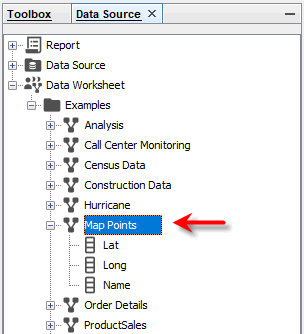 Toolbox Data Source
Report
Data Source
Data Worksheet
Examples
Analysis
Call Center Monitoring
Census Data
Construction Data
Hurricane
Map Points
Lat
Long
Name
Order Details
ProductSales